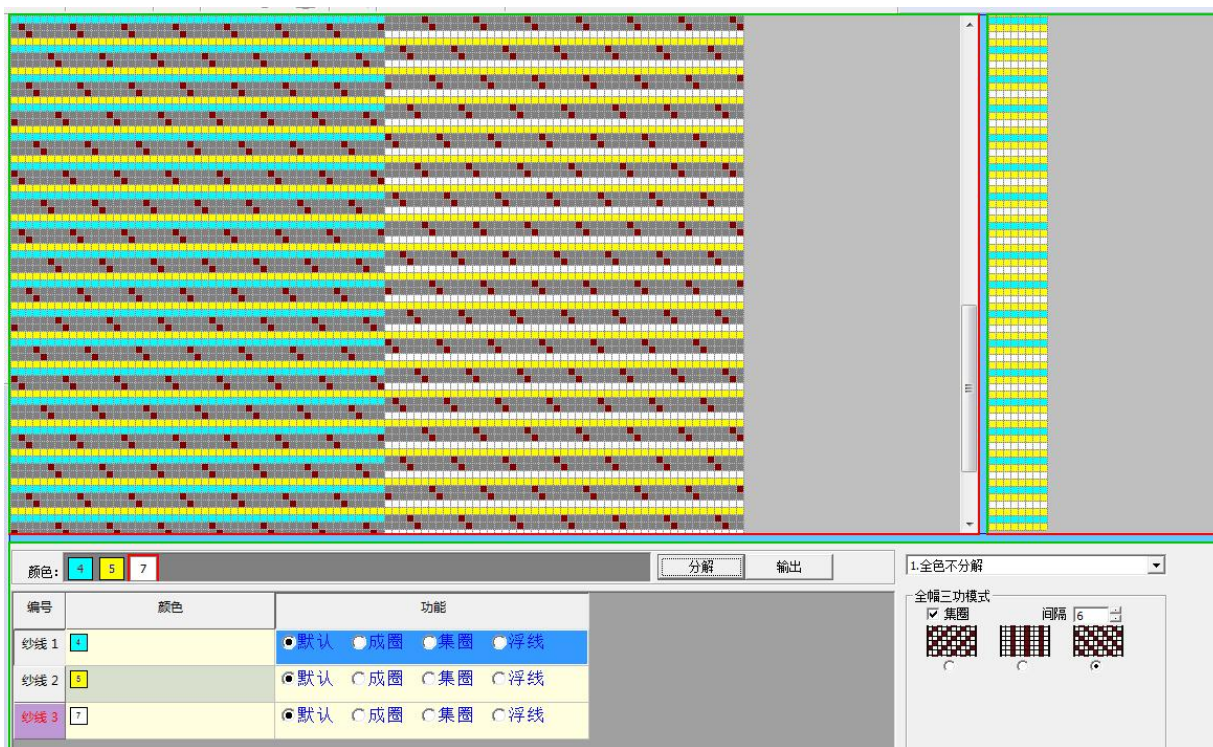 颜色: 4 5 7 分解 输出 1.全色不分解
全幅三功模式
编号 颜色 功能
集圈 间隔 6
纱线 1 4 默认 成圈 集圈 浮线
纱线 2 5 默认 成圈 集圈 浮线
纱线 3 7 默认 成圈 集圈 浮线